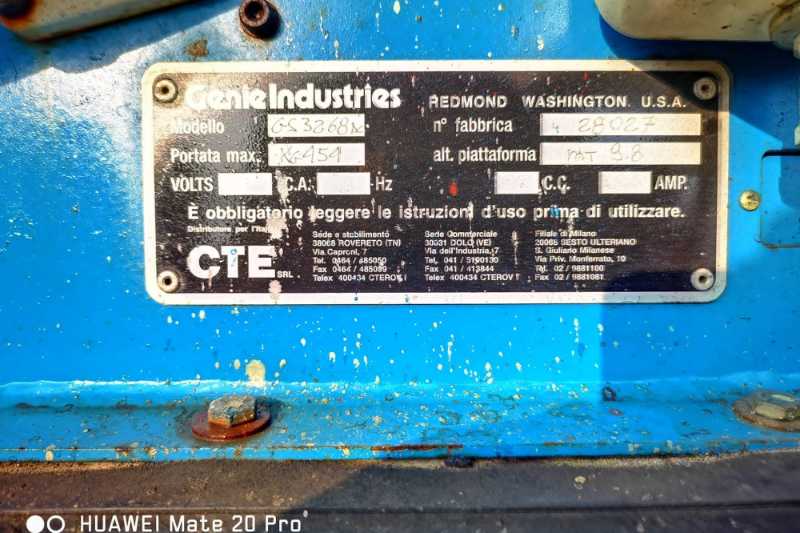 Genie Industries REDMOND WASHINGTON. U.S.A.
Modello GS3268DC n° fabbrica 28027
Portata max. KG454 alt. piattaforma MT 9.8
VOLTS C.A. Hz C.C. AMP.
È obbligatorio leggere le istruzioni d'uso prima di utilizzare.
Distributore per l'Italia
CTE SRL
Sede e stabilimento
38068 ROVERETO (TN)
Via Caproni, 7
Tel. 0464 / 485050
Fax 0464 / 485099
Telex 400434 CTEROV I
Sede Commerciale
30031 DOLO (VE)
Via dell'Industria, 7
Tel. 041 / 5100130
Fax 041 / 413844
Telex 400434 CTEROV I
Filiale di Milano
20098 SESTO ULTERIANO
S. Giuliano Milanese
Via Priv. Monferrato, 10
Tel. 02 / 9881100
Fax 02 / 9881081
HUAWEI Mate 20 Pro